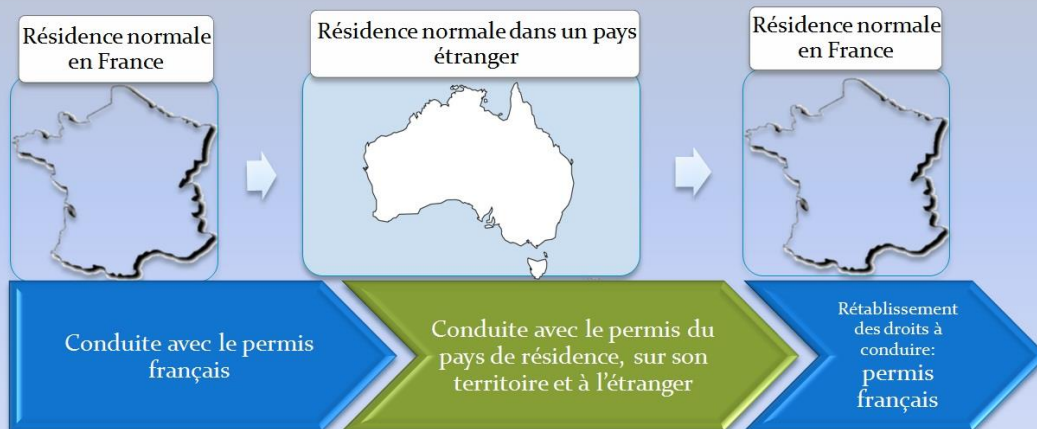 Résidence normale
en France
Résidence normale dans un pays
étranger
Résidence normale
en France
Conduite avec le permis
français
Conduite avec le permis du
pays de résidence, sur son
territoire et à l'étranger
Rétablissement
des droits à
conduire:
permis
français